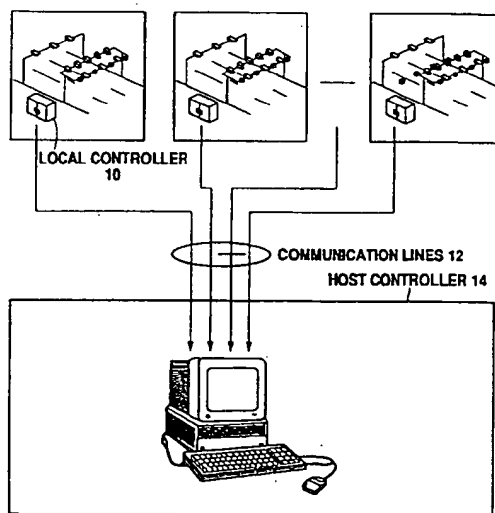 LOCAL CONTROLLER
10
COMMUNICATION LINES 12
HOST CONTROLLER 14